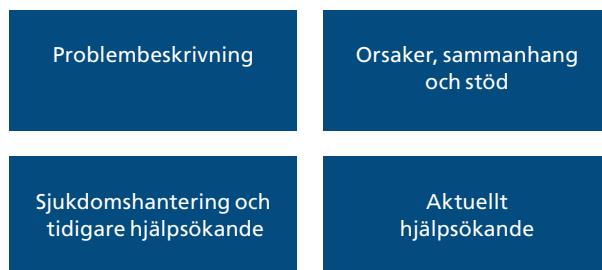 Problembeskrivning
Orsaker, sammanhang
och stöd
Sjukdomshantering och
tidigare hjälpsökande
Aktuellt
hjälpsökande